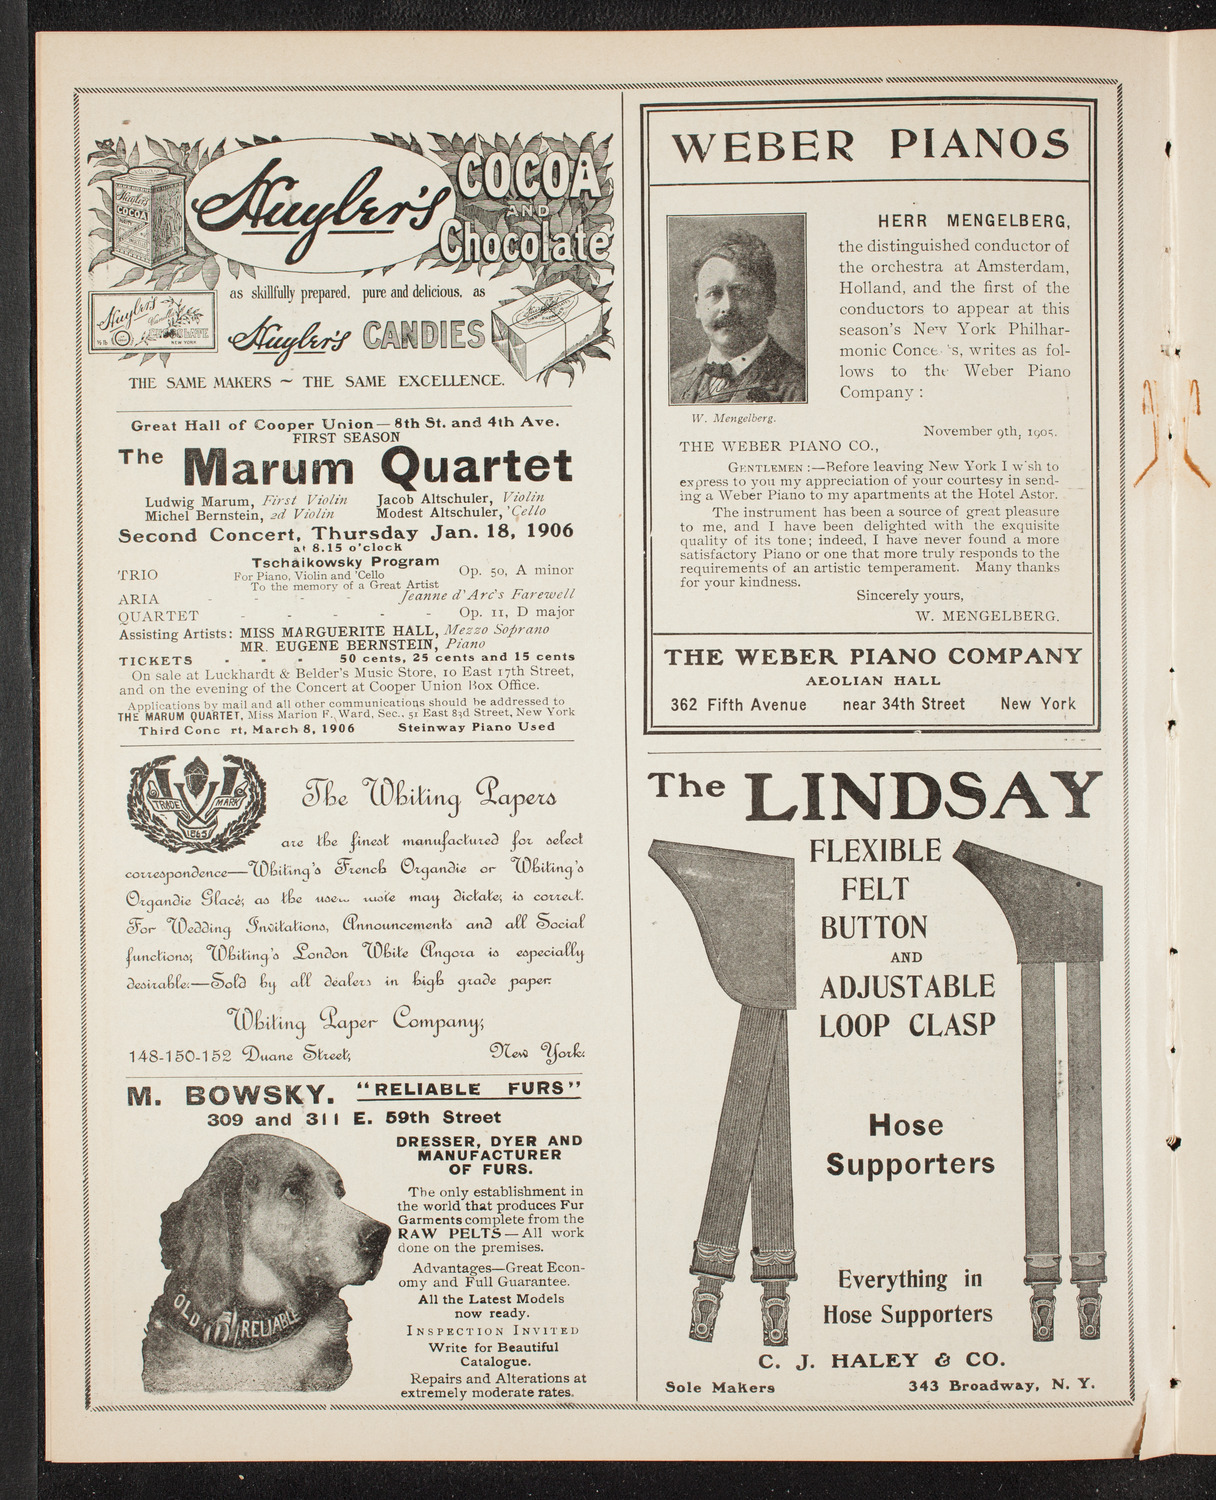 Huyler's
COCOA
AND
Chocolate
Huyler's
COCOA
as skillfully prepared, pure and delicious, as
Huyler's
CHOCOLATE
NEW YORK
Huyler's CANDIES
THE SAME MAKERS ~ THE SAME EXCELLENCE.
Great Hall of Cooper Union—8th St. and 4th Ave.
FIRST SEASON
The Marum Quartet
Ludwig Marum, First Violin Jacob Altschuler, Violin
Michel Bernstein, 2d Violin Modest Altschuler, 'Cello
Second Concert, Thursday Jan. 18, 1906
at 8.15 o'clock
Tschaikowsky Program
TRIO For Piano, Violin and 'Cello Op. 50, A minor
To the memory of a Great Artist
ARIA - - - - Jeanne d'Arc's Farewell
QUARTET - - - - - Op. 11, D major
Assisting Artists: MISS MARGUERITE HALL, Mezzo Soprano
MR. EUGENE BERNSTEIN, Piano
TICKETS - - - 50 cents, 25 cents and 15 cents
On sale at Luckhardt & Belder's Music Store, 10 East 17th Street,
and on the evening of the Concert at Cooper Union Box Office.
Applications by mail and all other communications should be addressed to
THE MARUM QUARTET, Miss Marion F. Ward, Sec., 51 East 83d Street, New York
Third Conc rt, March 8, 1906 Steinway Piano Used
TRADE MARK
1865
The Whiting Papers
are the finest manufactured for select
correspondence—Whiting's French Organdie or Whiting's
Organdie Glacé; as the may dictate; is correct.
For Wedding Invitations, Announcements and all Social
functions; Whiting's London White Angora is especially
desirable:—Sold by all dealers in high grade paper.
Whiting Paper Company;
148-150-152 Duane Street, New York.
M. BOWSKY. "RELIABLE FURS"
309 and 311 E. 59th Street
DRESSER, DYER AND
MANUFACTURER
OF FURS.
The only establishment in
the world that produces Fur
Garments complete from the
RAW PELTS—All work
done on the premises.
Advantages—Great Econ-
omy and Full Guarantee.
All the Latest Models
now ready.
INSPECTION INVITED
Write for Beautiful
Catalogue.
Repairs and Alterations at
extremely moderate rates.
OLD RELIABLE
WEBER PIANOS
HERR MENGELBERG,
the distinguished conductor of
the orchestra at Amsterdam,
Holland, and the first of the
conductors to appear at this
season's New York Philhar-
monic Conce 's, writes as fol-
lows to the Weber Piano
Company :
W. Mengelberg.
November 9th, 1905.
THE WEBER PIANO CO.,
GENTLEMEN :—Before leaving New York I wish to
express to you my appreciation of your courtesy in send-
ing a Weber Piano to my apartments at the Hotel Astor.
The instrument has been a source of great pleasure
to me, and I have been delighted with the exquisite
quality of its tone; indeed, I have never found a more
satisfactory Piano or one that more truly responds to the
requirements of an artistic temperament. Many thanks
for your kindness.
Sincerely yours,
W. MENGELBERG.
THE WEBER PIANO COMPANY
AEOLIAN HALL
362 Fifth Avenue near 34th Street New York
The LINDSAY
FLEXIBLE
FELT
BUTTON
AND
ADJUSTABLE
LOOP CLASP
Hose
Supporters
Everything in
Hose Supporters
C. J. HALEY & CO.
Sole Makers 343 Broadway, N. Y.